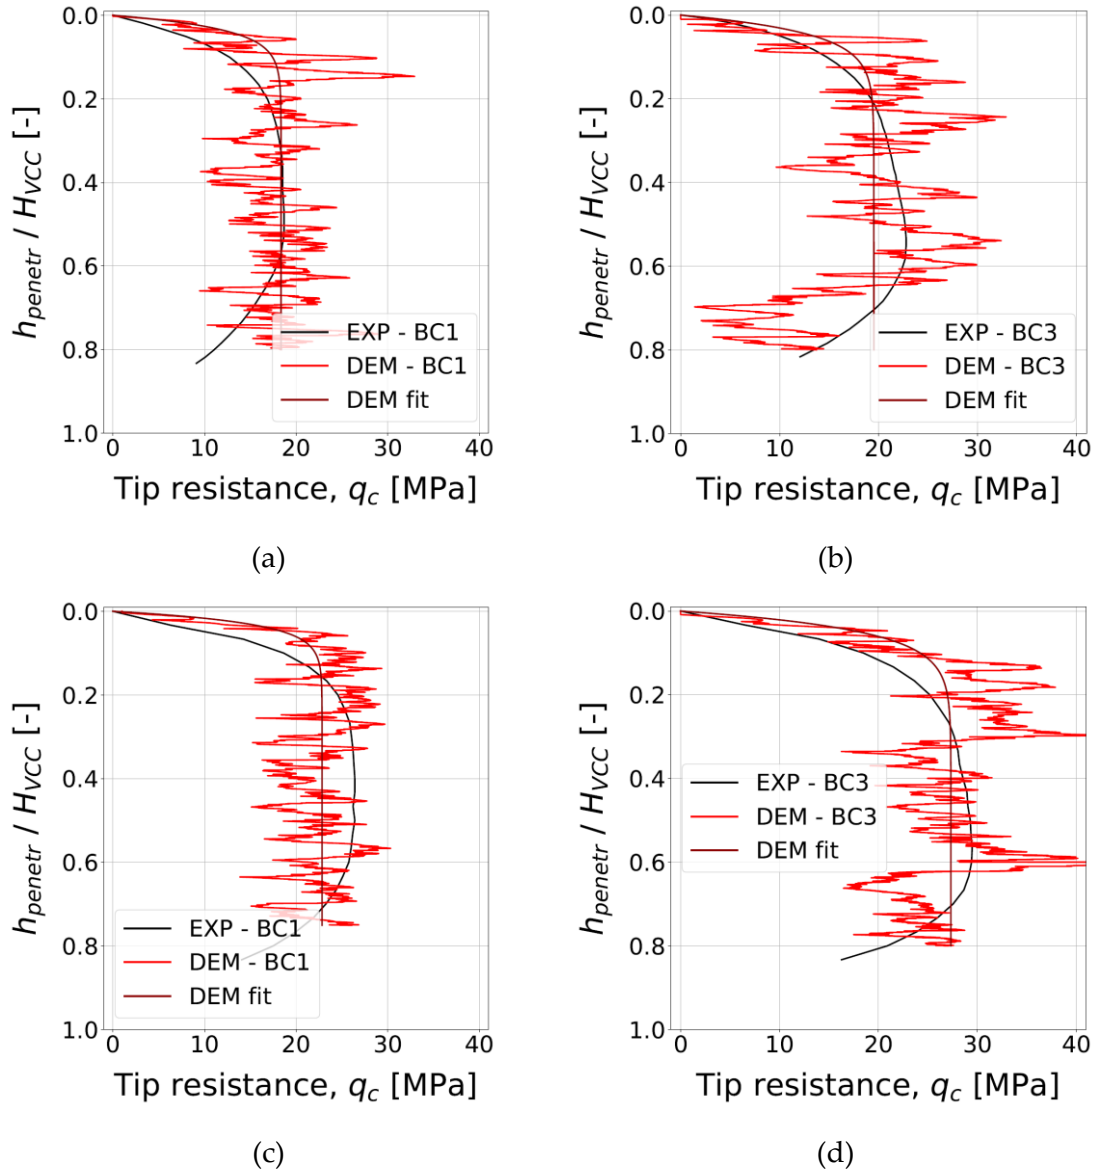 0.0
0.2
0.4
0.6
0.8
1.0
h_penetr / H_VCC [-]
EXP - BC1
DEM - BC1
DEM fit
0 10 20 30 40
Tip resistance, q_c [MPa]
(a)
0.0
0.2
0.4
0.6
0.8
1.0
h_penetr / H_VCC [-]
EXP - BC3
DEM - BC3
DEM fit
0 10 20 30 40
Tip resistance, q_c [MPa]
(b)
0.0
0.2
0.4
0.6
0.8
1.0
h_penetr / H_VCC [-]
EXP - BC1
DEM - BC1
DEM fit
0 10 20 30 40
Tip resistance, q_c [MPa]
(c)
0.0
0.2
0.4
0.6
0.8
1.0
h_penetr / H_VCC [-]
EXP - BC3
DEM - BC3
DEM fit
0 10 20 30 40
Tip resistance, q_c [MPa]
(d)